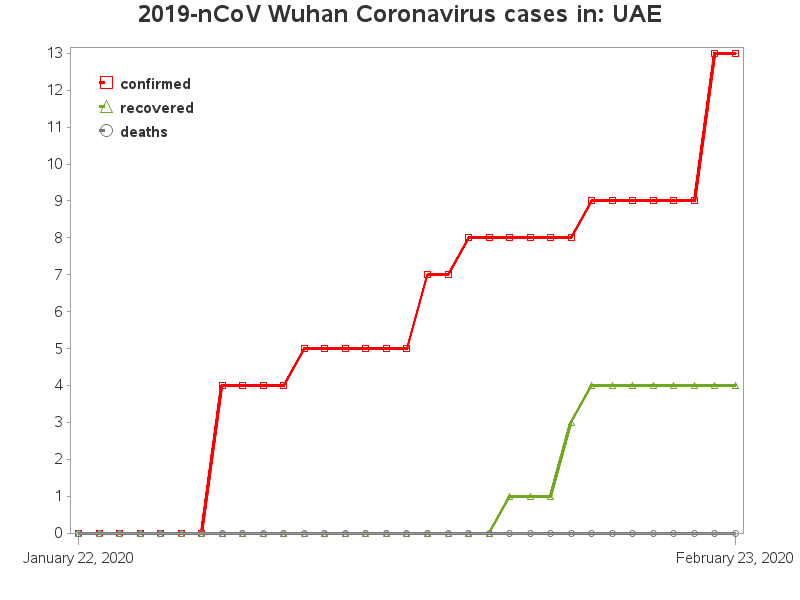 2019-nCoV Wuhan Coronavirus cases in: UAE
13
12
11
10
9
8
7
6
5
4
3
2
1
0
confirmed
recovered
deaths
January 22, 2020
February 23, 2020